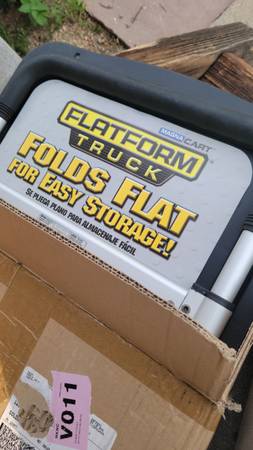 MAGNA CART
FLATFORM
TRUCK
FOLDS FLAT
FOR EASY STORAGE!
SE PLIEGA PLANO PARA ALMACENAJE FÁCIL
V011